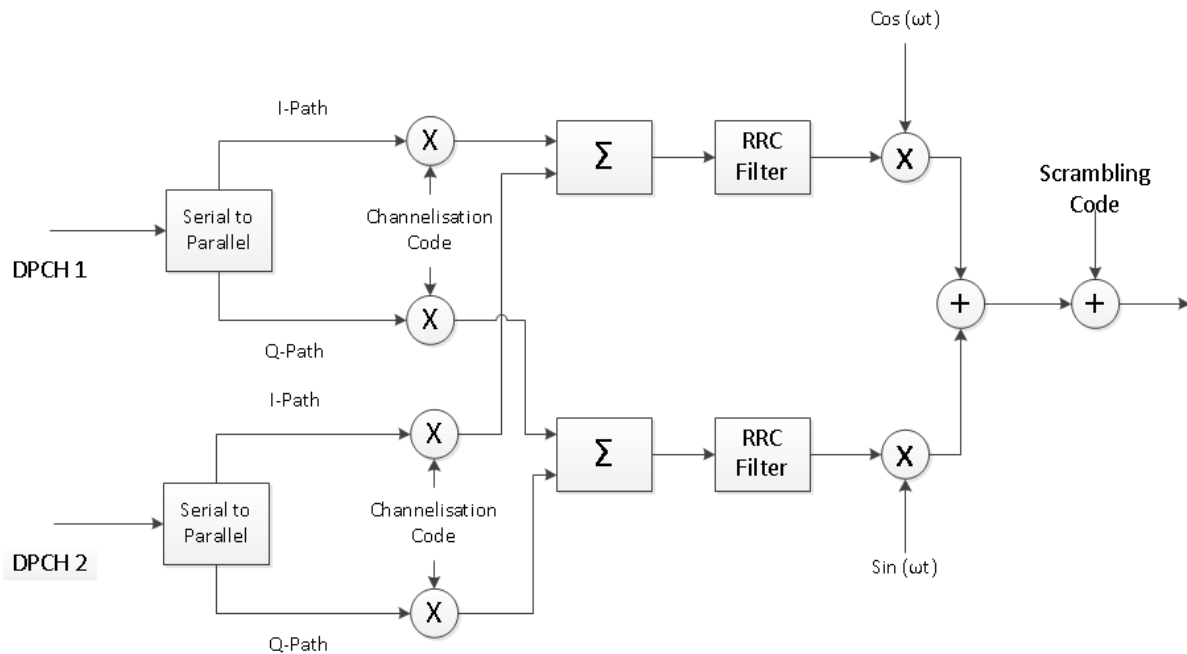 Cos (ωt)
I-Path
X
Σ
RRC
Filter
X
Scrambling
Code
Serial to
Parallel
Channelisation
Code
DPCH 1
X
+
+
Q-Path
I-Path
X
Σ
RRC
Filter
X
Serial to
Parallel
Channelisation
Code
DPCH 2
Sin (ωt)
X
Q-Path